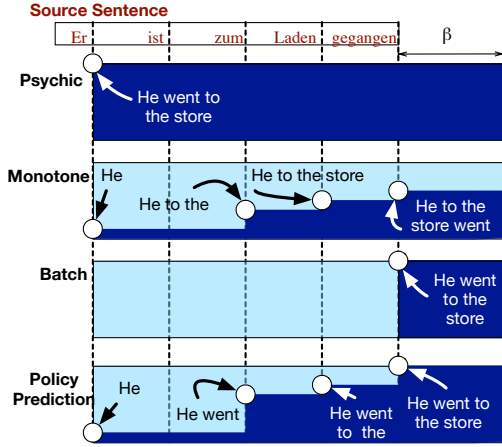 Source Sentence
Er ist zum Laden gegangen β
Psychic
He went to
the store
Monotone
He
He to the
He to the store
He to the
store went
Batch
He went
to the
store
Policy
Prediction
He
He went
He went
to the
He went to
the store